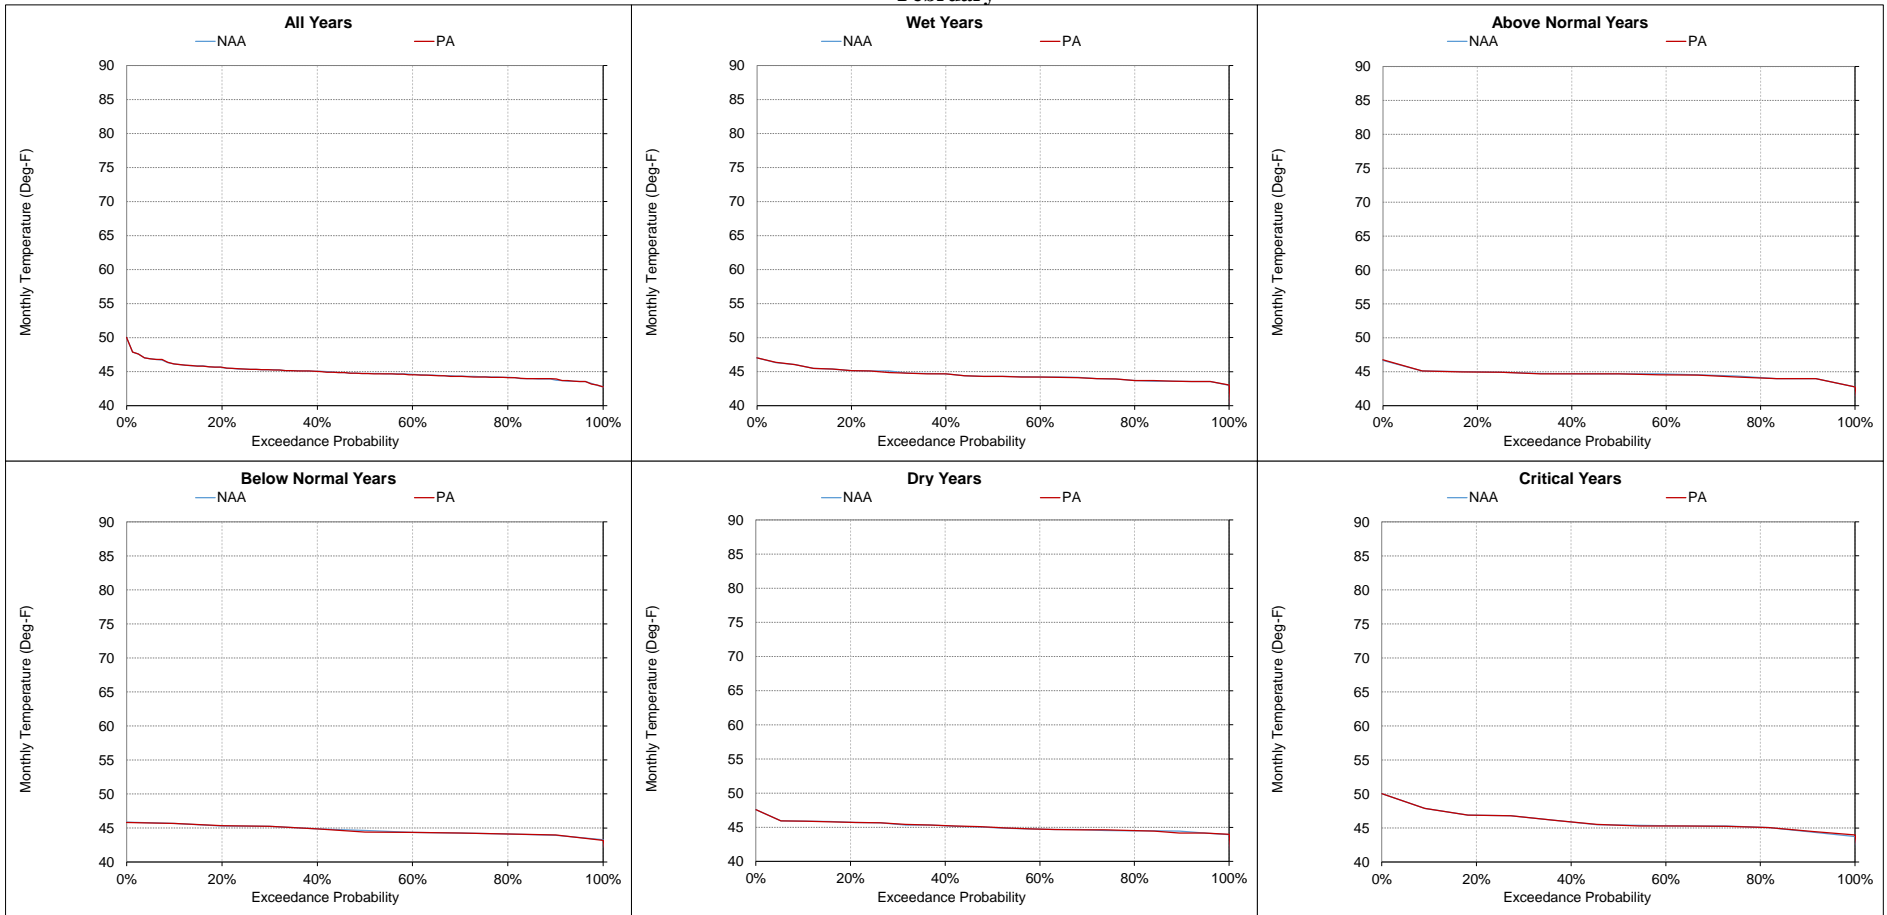 February
All Years
NAA PA
Monthly Temperature (Deg-F)
90
85
80
75
70
65
60
55
50
45
40
0% 20% 40% 60% 80% 100%
Exceedance Probability
Wet Years
NAA PA
Monthly Temperature (Deg-F)
90
85
80
75
70
65
60
55
50
45
40
0% 20% 40% 60% 80% 100%
Exceedance Probability
Above Normal Years
NAA PA
Monthly Temperature (Deg-F)
90
85
80
75
70
65
60
55
50
45
40
0% 20% 40% 60% 80% 100%
Exceedance Probability
Below Normal Years
NAA PA
Monthly Temperature (Deg-F)
90
85
80
75
70
65
60
55
50
45
40
0% 20% 40% 60% 80% 100%
Exceedance Probability
Dry Years
NAA PA
Monthly Temperature (Deg-F)
90
85
80
75
70
65
60
55
50
45
40
0% 20% 40% 60% 80% 100%
Exceedance Probability
Critical Years
NAA PA
Monthly Temperature (Deg-F)
90
85
80
75
70
65
60
55
50
45
40
0% 20% 40% 60% 80% 100%
Exceedance Probability